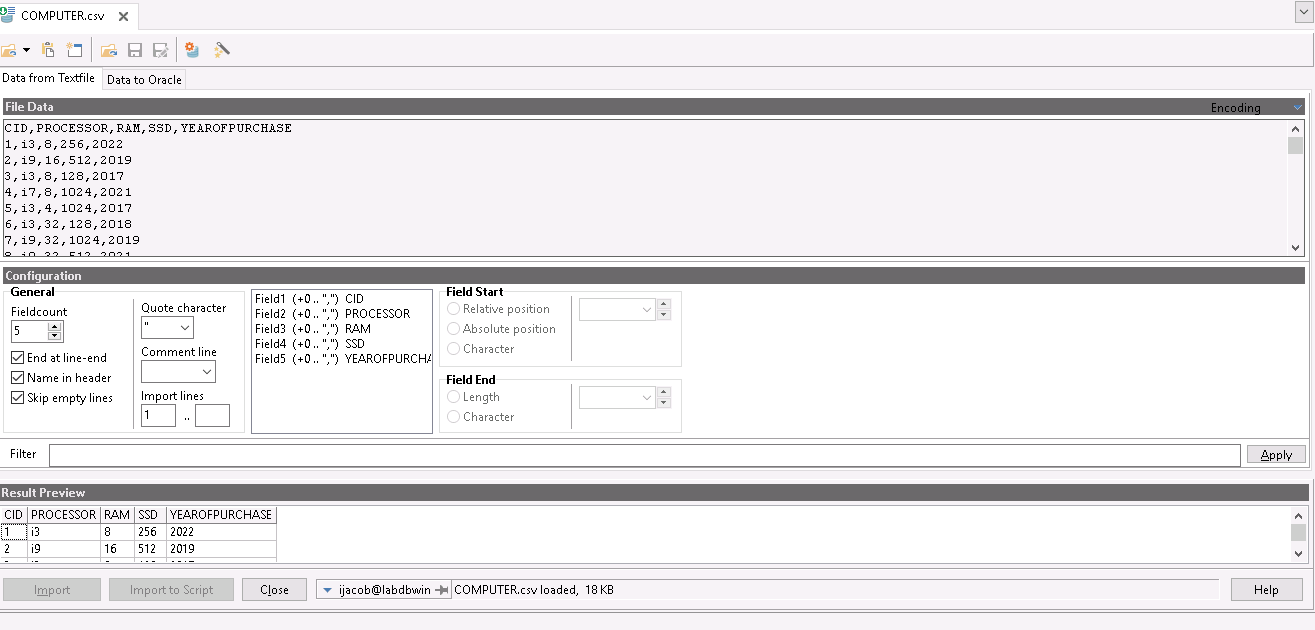 COMPUTER.csv
Data from Textfile Data to Oracle
File Data Encoding
CID,PROCESSOR,RAM,SSD,YEAROFPURCHASE
1,i3,8,256,2022
2,i9,16,512,2019
3,i3,8,128,2017
4,i7,8,1024,2021
5,i3,4,1024,2017
6,i3,32,128,2018
7,i9,32,1024,2019
8,i9,32,512,2021
Configuration
General
Fieldcount
5
End at line-end
Name in header
Skip empty lines
Quote character
"
Comment line
Import lines
1 ..
Field1 (+0 .. ",") CID
Field2 (+0 .. ",") PROCESSOR
Field3 (+0 .. ",") RAM
Field4 (+0 .. ",") SSD
Field5 (+0 .. ",") YEAROFPURCHA
Field Start
Relative position
Absolute position
Character
Field End
Length
Character
Filter Apply
Result Preview
CID PROCESSOR RAM SSD YEAROFPURCHASE
1 i3 8 256 2022
2 i9 16 512 2019
Import Import to Script Close ijacob@labdbwin COMPUTER.csv loaded, 18 KB Help